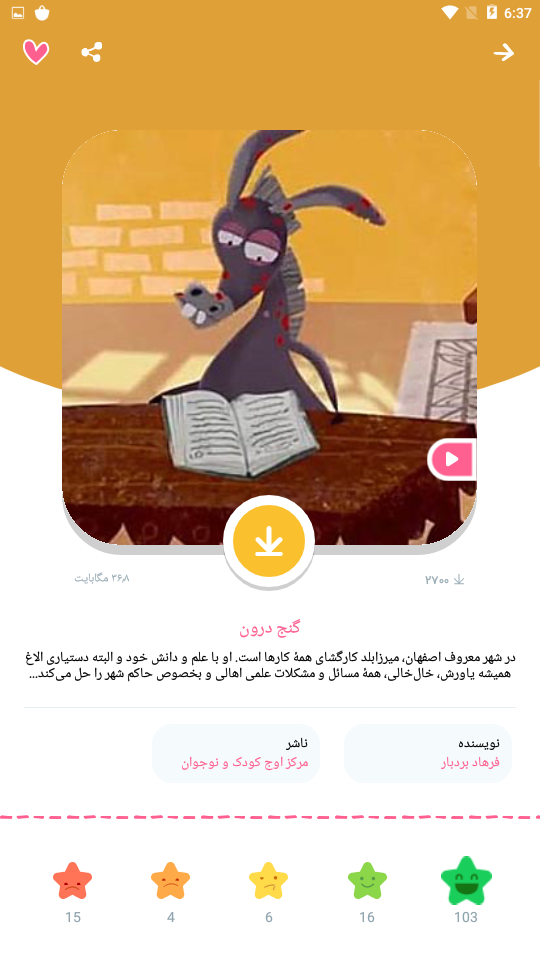 6:37
۳۶٫۸ مگابایت
۲۷۰۰
گنج درون
در شهر معروف اصفهان، میرزابلد کارگشای همهٔ کارها است. او با علم و دانش خود و البته دستیاری الاغ
همیشه یاورش، خال‌خالی، همهٔ مسائل و مشکلات علمی اهالی و بخصوص حاکم شهر را حل می‌کند...
نویسنده
فرهاد بردبار
ناشر
مرکز اوج کودک و نوجوان
15
4
6
16
103